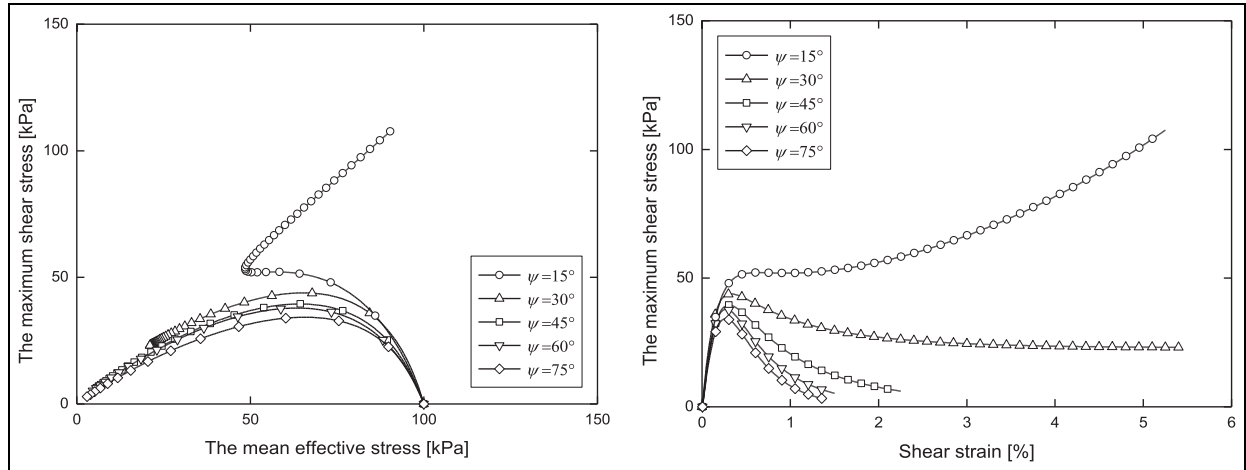 150
100
50
0
0
50
100
150
The maximum shear stress [kPa]
The mean effective stress [kPa]
ψ=15°
ψ=30°
ψ=45°
ψ=60°
ψ=75°
150
100
50
0
0
1
2
3
4
5
6
The maximum shear stress [kPa]
Shear strain [%]
ψ=15°
ψ=30°
ψ=45°
ψ=60°
ψ=75°